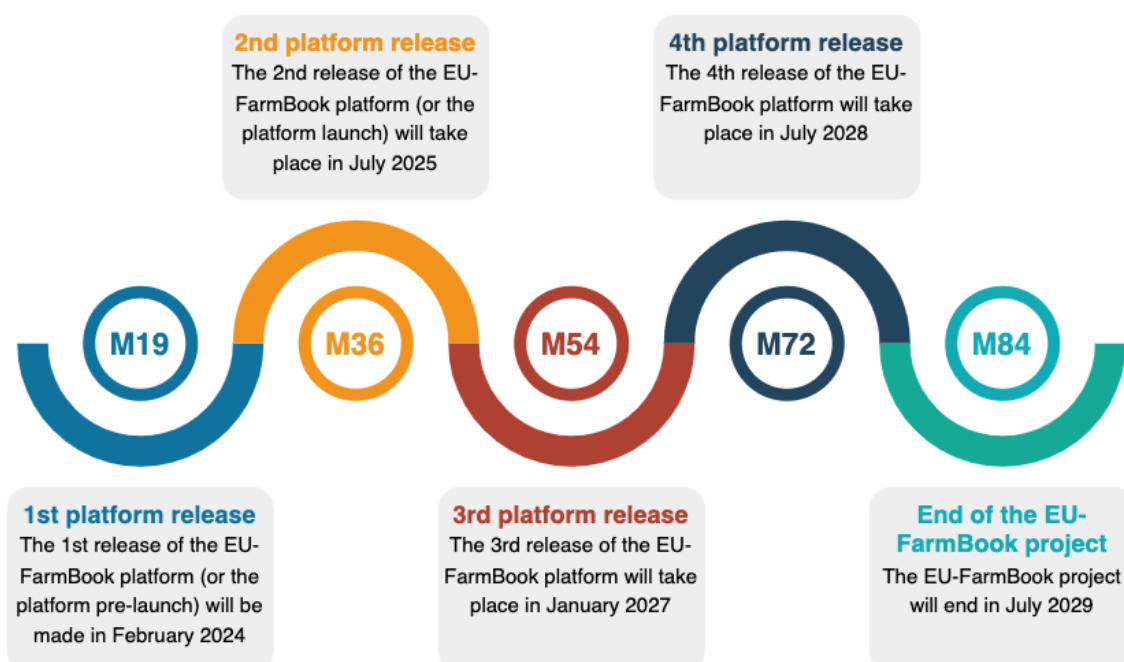 2nd platform release
The 2nd release of the EU-
FarmBook platform (or the
platform launch) will take
place in July 2025
4th platform release
The 4th release of the EU-
FarmBook platform will take
place in July 2028
M19
M36
M54
M72
M84
1st platform release
The 1st release of the EU-
FarmBook platform (or the
platform pre-launch) will be
made in February 2024
3rd platform release
The 3rd release of the EU-
FarmBook platform will take
place in January 2027
End of the EU-
FarmBook project
The EU-FarmBook project
will end in July 2029